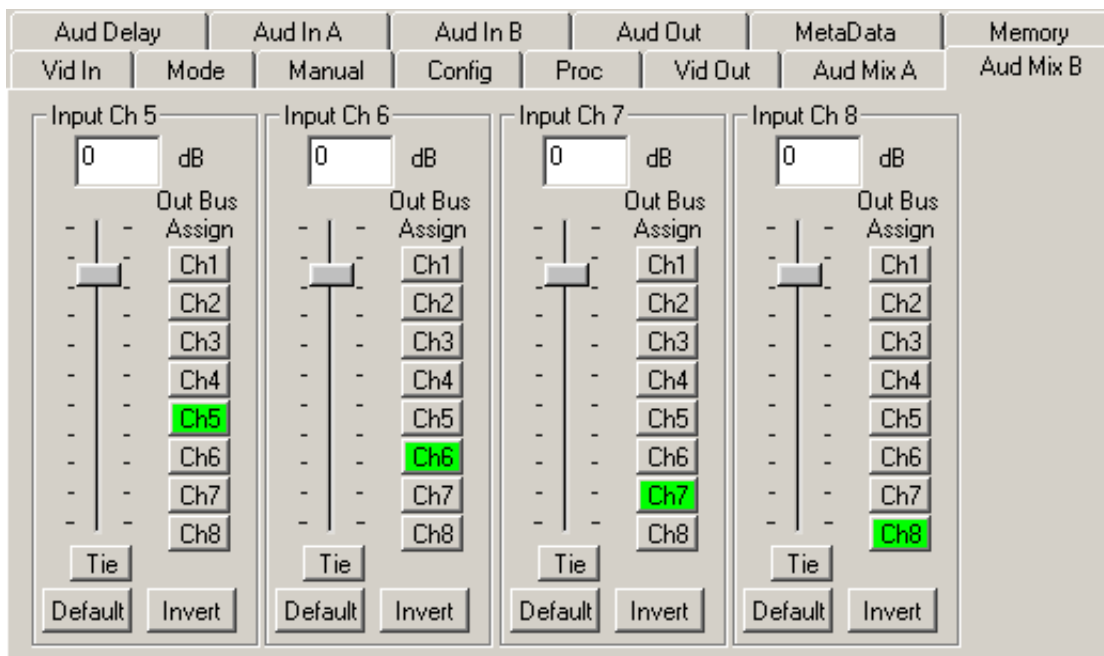 Aud Delay Aud In A Aud In B Aud Out MetaData Memory
Vid In Mode Manual Config Proc Vid Out Aud Mix A Aud Mix B
Input Ch 5 Input Ch 6 Input Ch 7 Input Ch 8
0 dB 0 dB 0 dB 0 dB
Out Bus Out Bus Out Bus Out Bus
Assign Assign Assign Assign
Ch1 Ch1 Ch1 Ch1
Ch2 Ch2 Ch2 Ch2
Ch3 Ch3 Ch3 Ch3
Ch4 Ch4 Ch4 Ch4
Ch5 Ch5 Ch5 Ch5
Ch6 Ch6 Ch6 Ch6
Ch7 Ch7 Ch7 Ch7
Ch8 Ch8 Ch8 Ch8
Tie Tie Tie Tie
Default Invert Default Invert Default Invert Default Invert